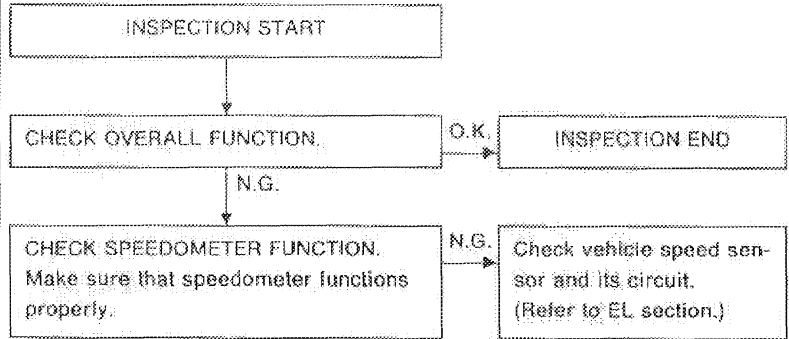 INSPECTION START
CHECK OVERALL FUNCTION.
O.K.
INSPECTION END
N.G.
CHECK SPEEDOMETER FUNCTION.
Make sure that speedometer functions
properly.
N.G.
Check vehicle speed sen-
sor and its circuit.
(Refer to EL section.)